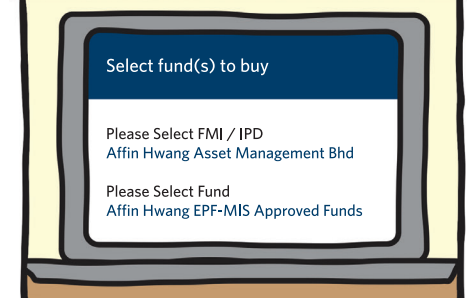 Select fund(s) to buy
Please Select FMI / IPD
Affin Hwang Asset Management Bhd
Please Select Fund
Affin Hwang EPF-MIS Approved Funds